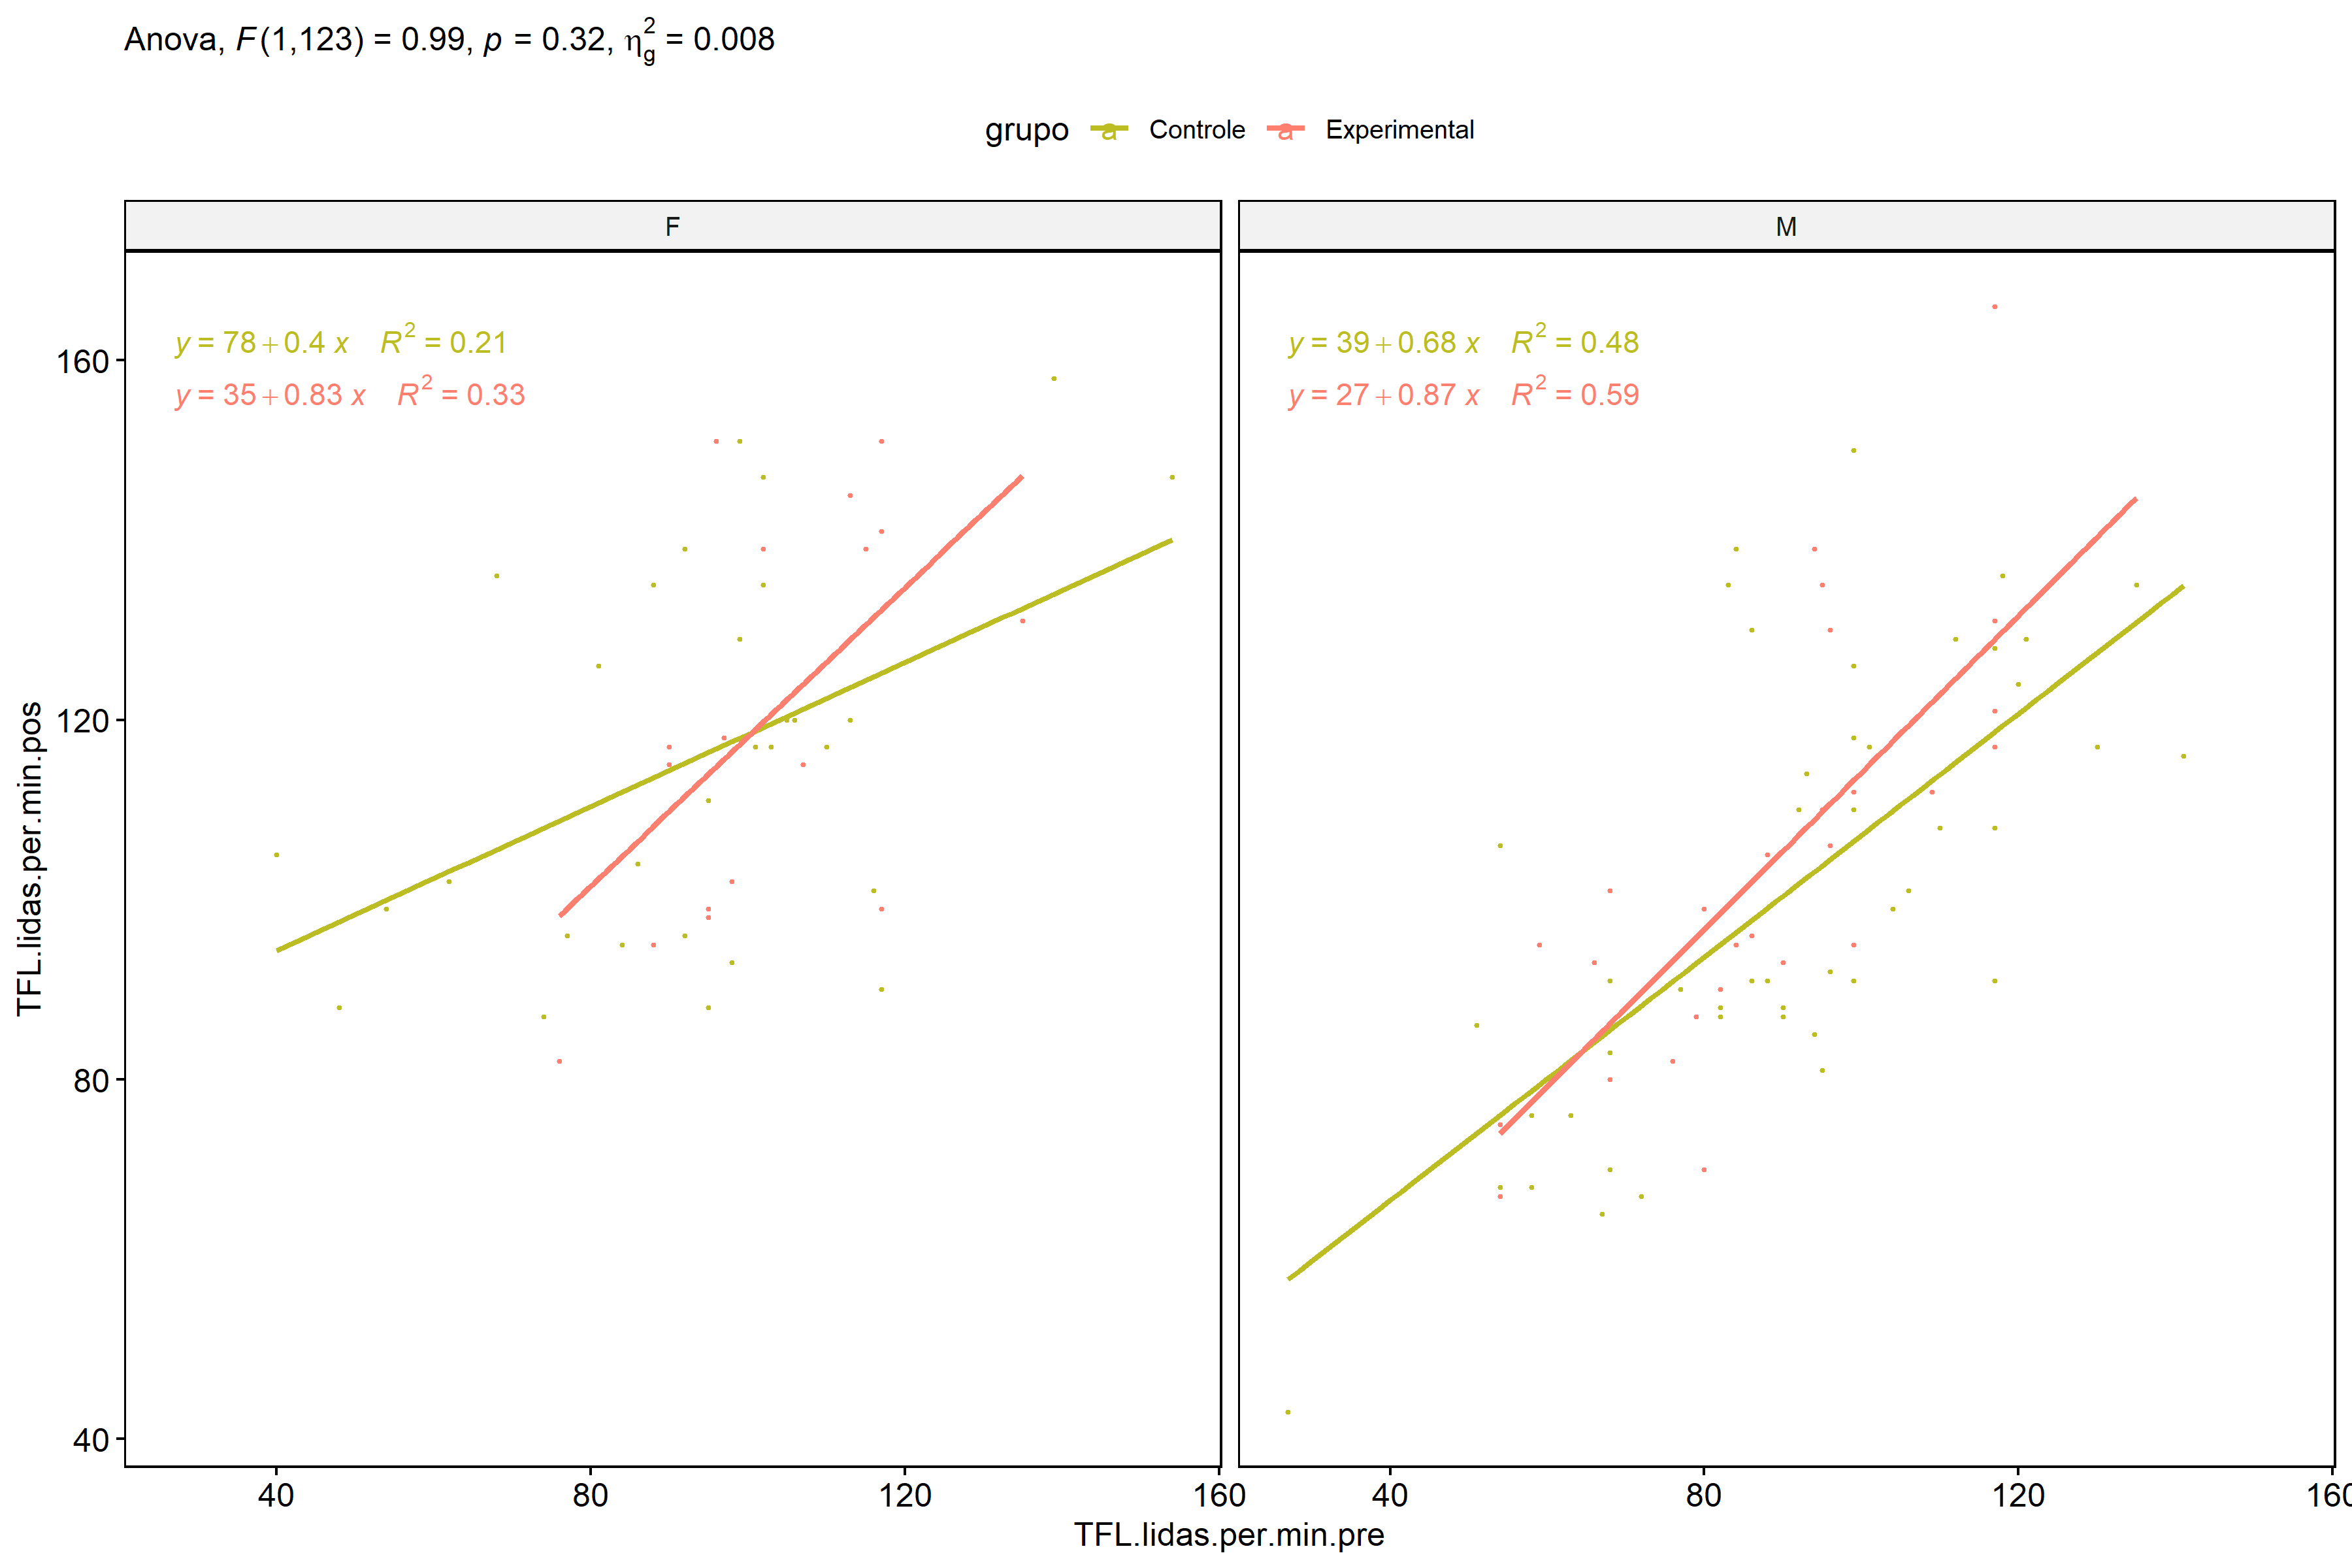 Anova, F(1,123) = 0.99, p = 0.32, η²g = 0.008
grupo a Controle a Experimental
F
M
y = 78 + 0.4 x R² = 0.21
y = 35 + 0.83 x R² = 0.33
y = 39 + 0.68 x R² = 0.48
y = 27 + 0.87 x R² = 0.59
TFL.lidas.per.min.pos
160
120
80
40
40 80 120 160
40 80 120 160
TFL.lidas.per.min.pre